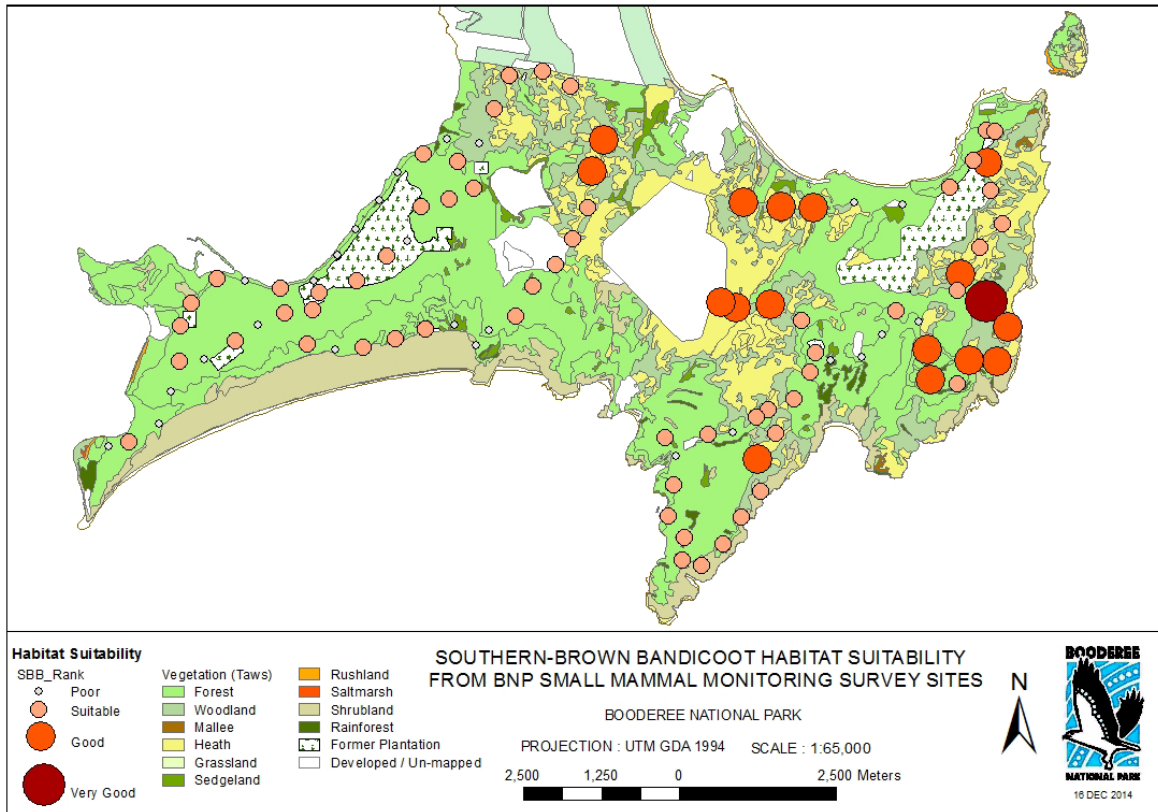 Habitat Suitability
SBB_Rank
Poor
Suitable
Good
Very Good
Vegetation (Taws)
Forest
Woodland
Mallee
Heath
Grassland
Sedgeland
Rushland
Saltmarsh
Shrubland
Rainforest
Former Plantation
Developed / Un-mapped
SOUTHERN-BROWN BANDICOOT HABITAT SUITABILITY
FROM BNP SMALL MAMMAL MONITORING SURVEY SITES
BOODEREE NATIONAL PARK
PROJECTION : UTM GDA 1994 SCALE : 1:65,000
2,500 1,250 0 2,500 Meters
N
BOODEREE
NATIONAL PARK
16 DEC 2014